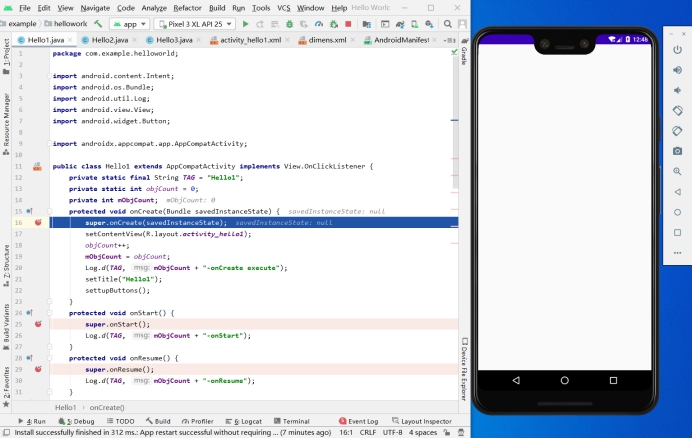 File Edit View Navigate Code Analyze Refactor Build Run Tools VCS Window Help Hello Worl
example hellowork app Pixel 3 XL API 25
Hello1.java Hello2.java Hello3.java activity_hello1.xml dimens.xml AndroidManifest
1 package com.example.helloworld;
2
3 import android.content.Intent;
4 import android.os.Bundle;
5 import android.util.Log;
6 import android.view.View;
7 import android.widget.Button;
8
9 import androidx.appcompat.app.AppCompatActivity;
10
11 public class Hello1 extends AppCompatActivity implements View.OnClickListener {
12 private static final String TAG = "Hello1";
13 private static int objCount = 0;
14 private int mObjCount; mObjCount: 0
15 protected void onCreate(Bundle savedInstanceState) { savedInstanceState: null
16 super.onCreate(savedInstanceState); savedInstanceState: null
17 setContentView(R.layout.activity_hello1);
18 objCount++;
19 mObjCount = objCount;
20 Log.d(TAG, msg: mObjCount + "-onCreate execute");
21 setTitle("Hello1");
22 settupButtons();
23 }
24 protected void onStart() {
25 super.onStart();
26 Log.d(TAG, msg: mObjCount + "-onStart");
27 }
28 protected void onResume() {
29 super.onResume();
30 Log.d(TAG, msg: mObjCount + "-onResume");
31 }
Hello1 onCreate()
4: Run 5: Debug TODO Build Profiler 6: Logcat Terminal Event Log Layout Inspector
Install successfully finished in 312 ms.: App restart successful without requiring ... (7 minutes ago) 16:1 CRLF UTF-8 4 spaces
1: Project
Resource Manager
Z: Structure
Build Variants
2: Favorites
Gradle
Device File Explorer
12:46